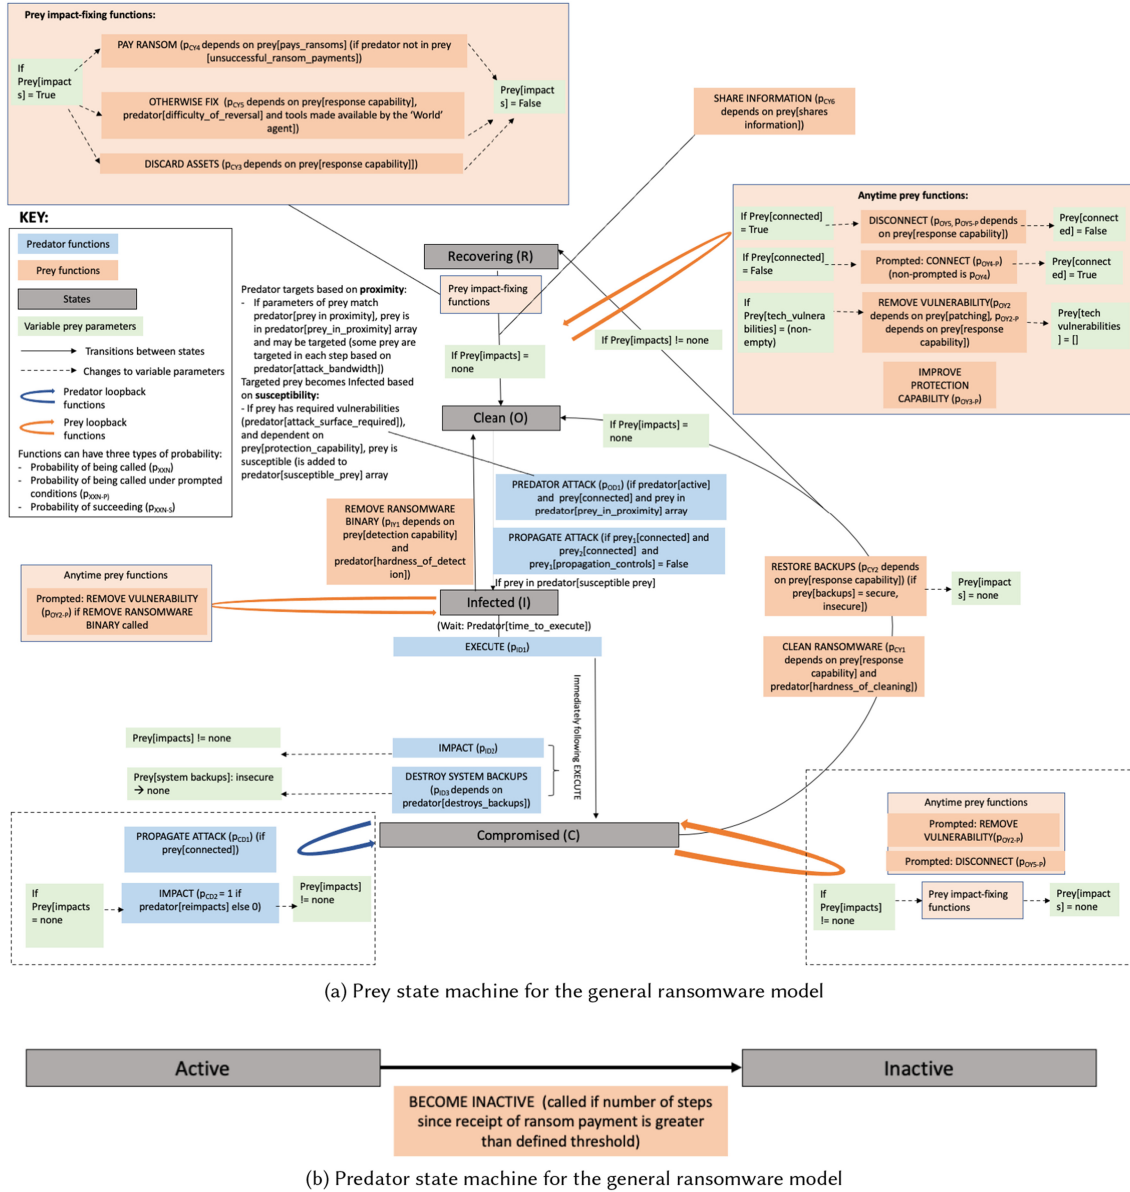 Prey impact-fixing functions:
If
Prey[impact
s] = True
PAY RANSOM (pCY4 depends on prey[pays_ransoms] (if predator not in prey
[unsuccessful_ransom_payments])
OTHERWISE FIX (pCY5 depends on prey[response capability],
predator[difficulty_of_reversal] and tools made available by the ‘World’
agent])
DISCARD ASSETS (pCY3 depends on prey[response capability]])
Prey[impact
s] = False
SHARE INFORMATION (pCY6
depends on prey[shares
information])
Anytime prey functions:
If Prey[connected]
= True
DISCONNECT (pOY5, pOY5-P depends
on prey[response capability])
Prey[connect
ed] = False
If Prey[connected]
= False
Prompted: CONNECT (pOY4-P)
(non-prompted is pOY4)
Prey[connect
ed] = True
If
Prey[tech_vulnera
bilities] = (non-
empty)
REMOVE VULNERABILITY(pOY2
depends on prey[patching], pOY2-P
depends on prey[response
capability])
Prey[tech
vulnerabilities
] = []
IMPROVE
PROTECTION
CAPABILITY (pOY3-P)
KEY:
Predator functions
Prey functions
States
Variable prey parameters
Transitions between states
Changes to variable parameters
Predator loopback
functions
Prey loopback
functions
Functions can have three types of probability:
- Probability of being called (pXXN)
- Probability of being called under prompted
conditions (pXXN-P)
- Probability of succeeding (pXXN-S)
Predator targets based on proximity:
- If parameters of prey match
predator[prey in proximity], prey is
in predator[prey_in_proximity] array
and may be targeted (some prey are
targeted in each step based on
predator[attack_bandwidth])
Targeted prey becomes Infected based
on susceptibility:
- If prey has required vulnerabilities
(predator[attack_surface_required]),
and dependent on
prey[protection_capability], prey is
susceptible (is added to
predator[susceptible_prey] array
Recovering (R)
Prey impact-fixing
functions
If Prey[impacts] != none
If Prey[impacts] =
none
Clean (O)
If Prey[impacts] =
none
PREDATOR ATTACK (pOD1) (if predator[active]
and prey[connected] and prey in
predator[prey_in_proximity] array
PROPAGATE ATTACK (if prey1[connected] and
prey2[connected] and
prey1[propagation_controls] = False
If prey in predator[susceptible prey]
REMOVE RANSOMWARE
BINARY (pIY1 depends on
prey[detection capability]
and
predator[hardness_of_detect
ion])
Anytime prey functions
Prompted: REMOVE VULNERABILITY
(pOY2-P) if REMOVE RANSOMWARE
BINARY called
Infected (I)
(Wait: Predator[time_to_execute])
EXECUTE (pID1)
Immediately following EXECUTE
RESTORE BACKUPS (pCY2 depends
on prey[response capability]) (if
prey[backups] = secure,
insecure])
Prey[impact
s] = none
CLEAN RANSOMWARE (pCY1
depends on prey[response
capability] and
predator[hardness_of_cleaning])
Prey[impacts] != none
IMPACT (pID2)
Prey[system backups]: insecure
→ none
DESTROY SYSTEM BACKUPS
(pID3 depends on
predator[destroys_backups])
Compromised (C)
PROPAGATE ATTACK (pCD1) (if
prey[connected])
If
Prey[impacts
= none
IMPACT (pCD2 = 1 if
predator[reimpacts] else 0)
Prey[impacts]
!= none
Anytime prey functions
Prompted: REMOVE
VULNERABILITY(pOY2-P)
Prompted: DISCONNECT (pOY5-P)
If
Prey[impacts]
!= none
Prey impact-fixing
functions
Prey[impact
s] = none
(a) Prey state machine for the general ransomware model
Active
Inactive
BECOME INACTIVE (called if number of steps
since receipt of ransom payment is greater
than defined threshold)
(b) Predator state machine for the general ransomware model